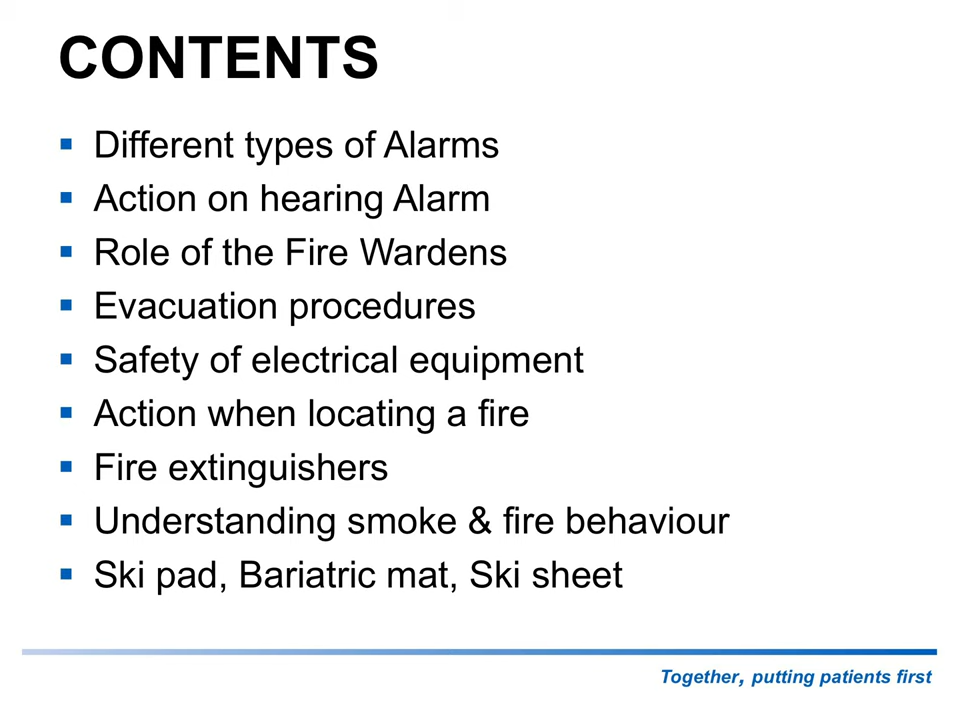 CONTENTS
▪ Different types of Alarms
▪ Action on hearing Alarm
▪ Role of the Fire Wardens
▪ Evacuation procedures
▪ Safety of electrical equipment
▪ Action when locating a fire
▪ Fire extinguishers
▪ Understanding smoke & fire behaviour
▪ Ski pad, Bariatric mat, Ski sheet
Together, putting patients first